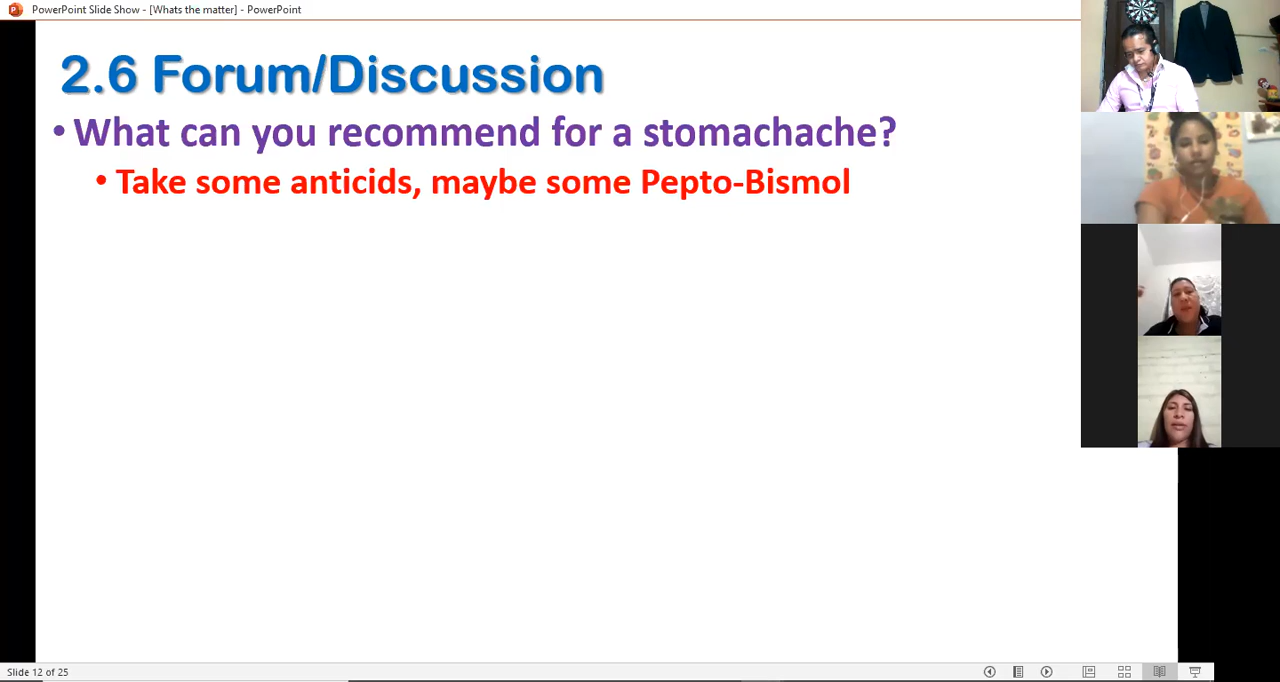 PowerPoint Slide Show - [Whats the matter] - PowerPoint
2.6 Forum/Discussion
• What can you recommend for a stomachache?
• Take some anticids, maybe some Pepto-Bismol
Slide 12 of 25